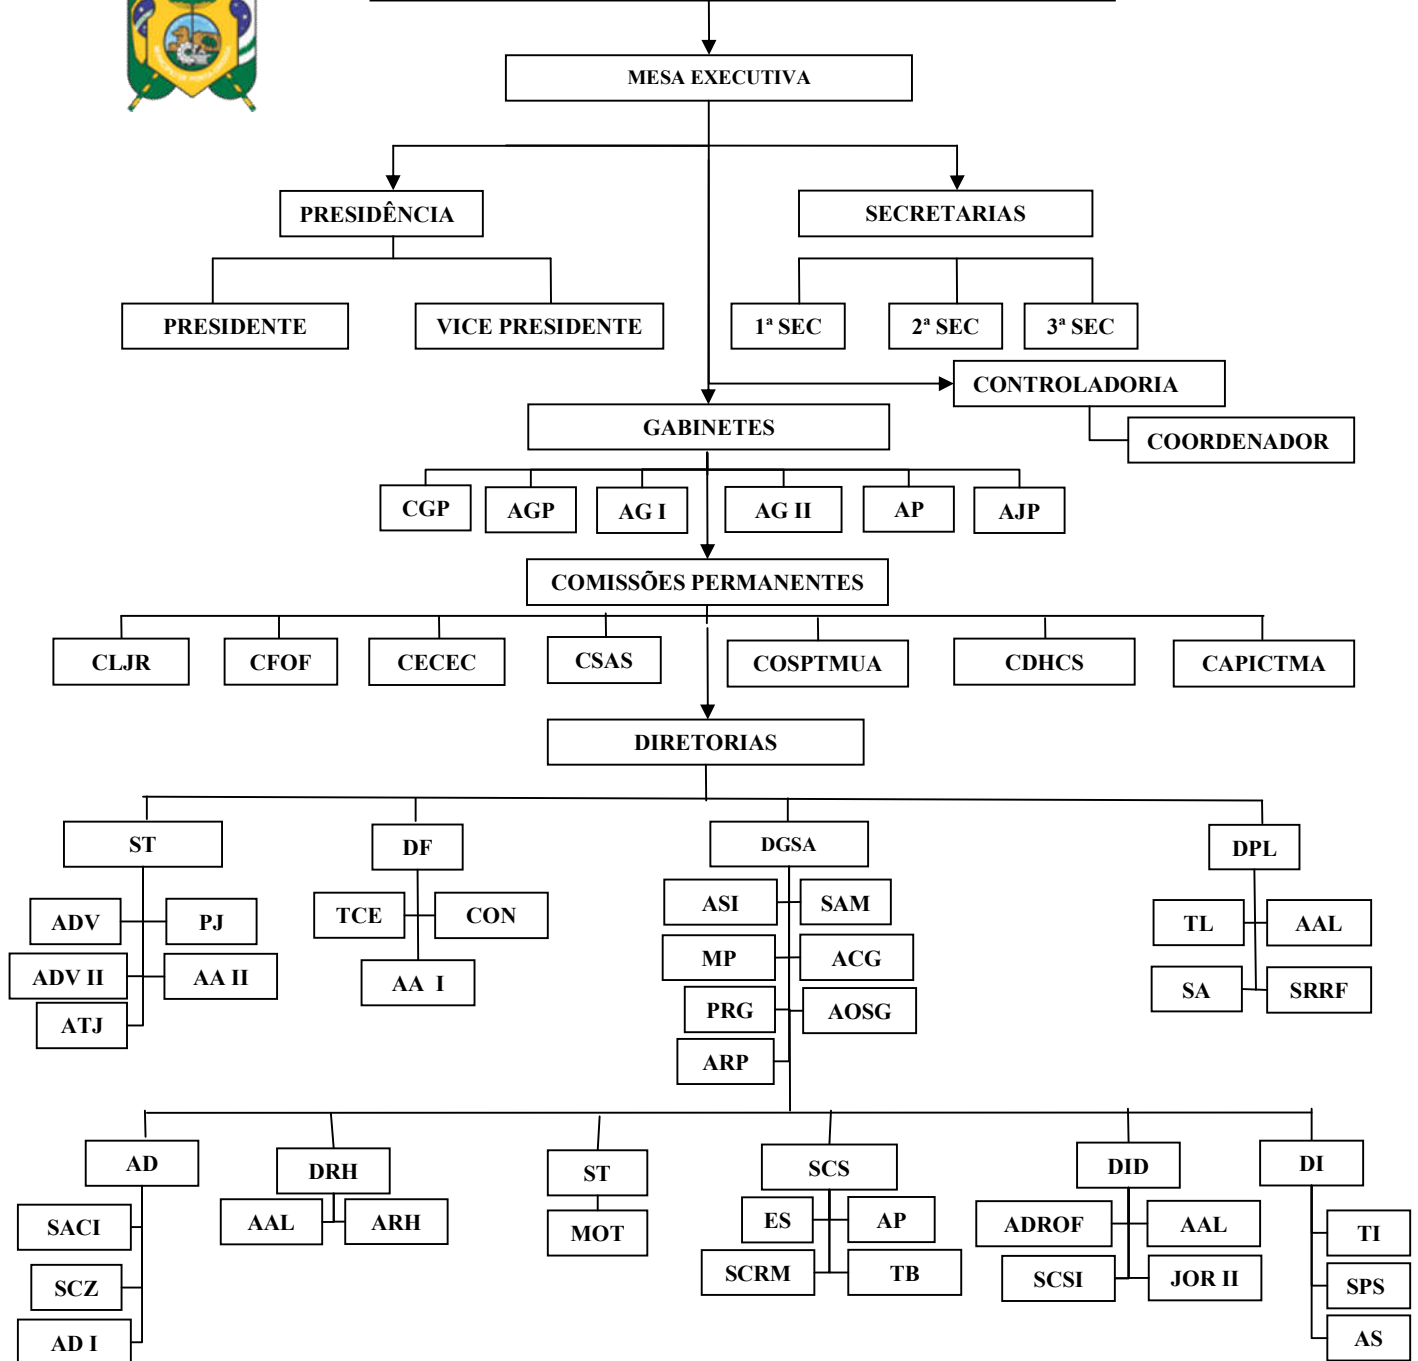 MESA EXECUTIVA
PRESIDÊNCIA
SECRETARIAS
PRESIDENTE
VICE PRESIDENTE
1ª SEC
2ª SEC
3ª SEC
CONTROLADORIA
GABINETES
COORDENADOR
CGP
AGP
AG I
AG II
AP
AJP
COMISSÕES PERMANENTES
CLJR
CFOF
CECEC
CSAS
COSPTMUA
CDHCS
CAPICTMA
DIRETORIAS
ST
DF
DGSA
DPL
ADV
PJ
TCE
CON
ASI
SAM
TL
AAL
ADV II
AA II
AA  I
MP
ACG
SA
SRRF
ATJ
PRG
AOSG
ARP
AD
DRH
ST
SCS
DID
DI
SACI
AAL
ARH
MOT
ES
AP
ADROF
AAL
TI
SCZ
SCRM
TB
SCSI
JOR II
SPS
AD I
AS